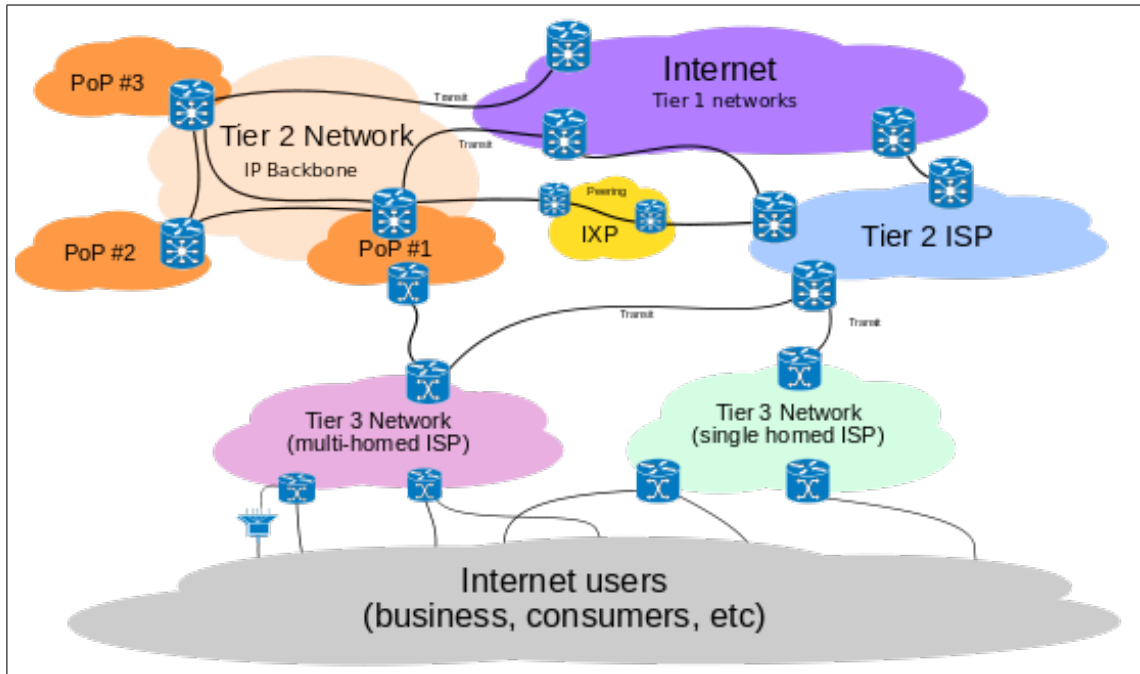 PoP #3
Internet
Tier 1 networks
Transit
Tier 2 Network
IP Backbone
Transit
Peering
IXP
Tier 2 ISP
PoP #2
PoP #1
Transit
Transit
Tier 3 Network
(multi-homed ISP)
Tier 3 Network
(single homed ISP)
Internet users
(business, consumers, etc)